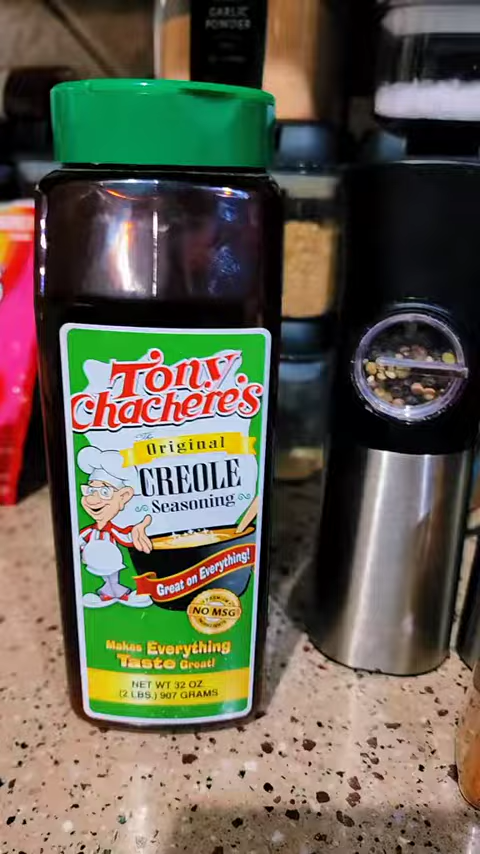 GARLIC
POWDER
Tony
Chachere's
The
Original
CREOLE
Seasoning
Great on Everything!
NO MSG
Makes Everything
Taste Great!
NET WT 32 OZ.
(2 LBS.) 907 GRAMS